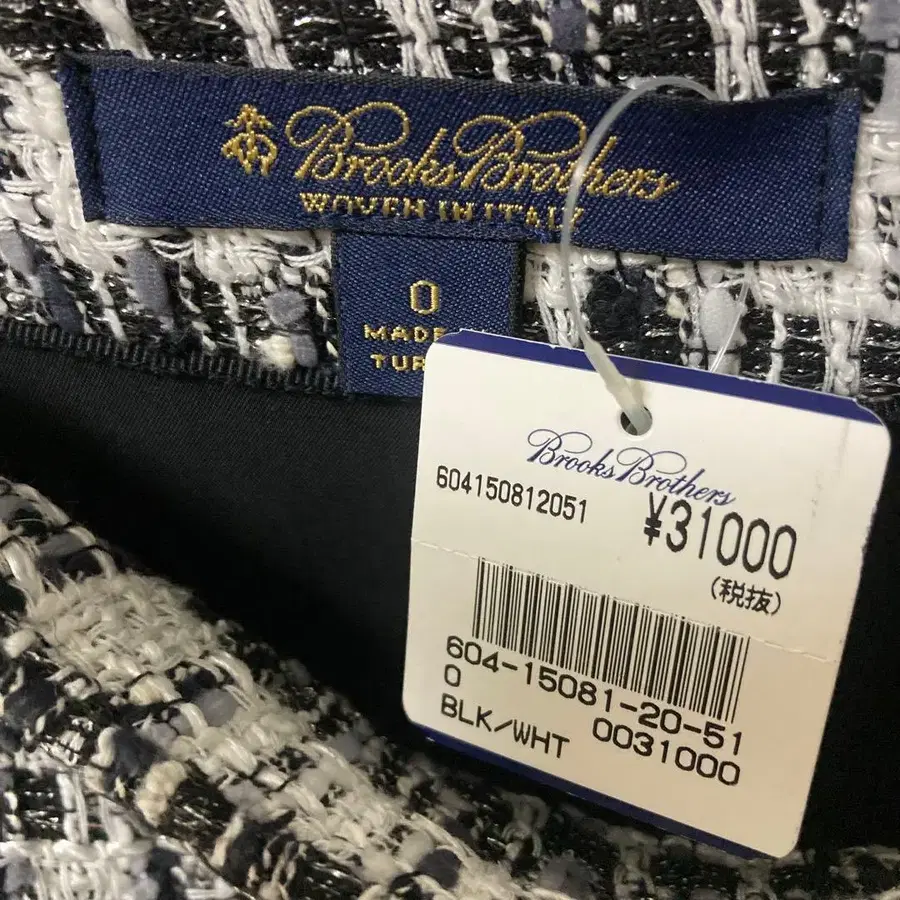 Brooks Brothers
WOVEN IN ITALY
0
MADE
TUR
Brooks Brothers
604150812051
¥31000
(税抜)
604-15081-20-51
0 0031000
BLK/WHT